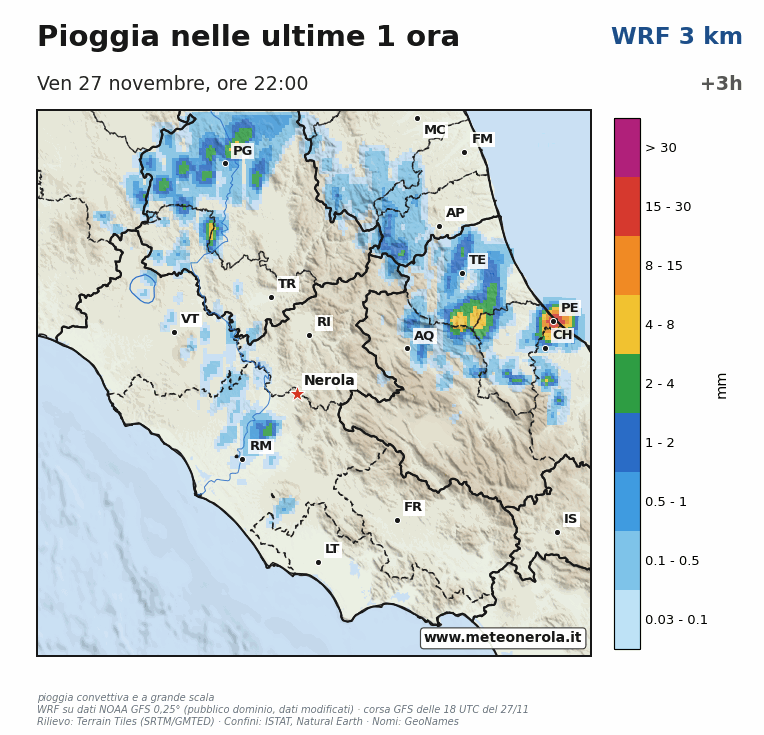 Pioggia nelle ultime 1 ora
WRF 3 km
Ven 27 novembre, ore 22:00
+3h
MC
FM
PG
AP
TE
TR
PE
VT
RI
AQ
CH
Nerola
RM
FR
IS
LT
www.meteonerola.it
> 30
15 - 30
8 - 15
4 - 8
2 - 4
1 - 2
0.5 - 1
0.1 - 0.5
0.03 - 0.1
mm
pioggia convettiva e a grande scala
WRF su dati NOAA GFS 0,25° (pubblico dominio, dati modificati) · corsa GFS delle 18 UTC del 27/11
Rilievo: Terrain Tiles (SRTM/GMTED) · Confini: ISTAT, Natural Earth · Nomi: GeoNames